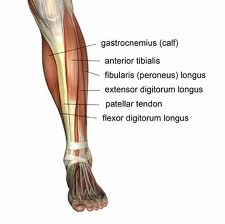 gastrocnemius (calf)
anterior tibialis
fibularis (peroneus) longus
extensor digitorum longus
patellar tendon
flexor digitorum longus